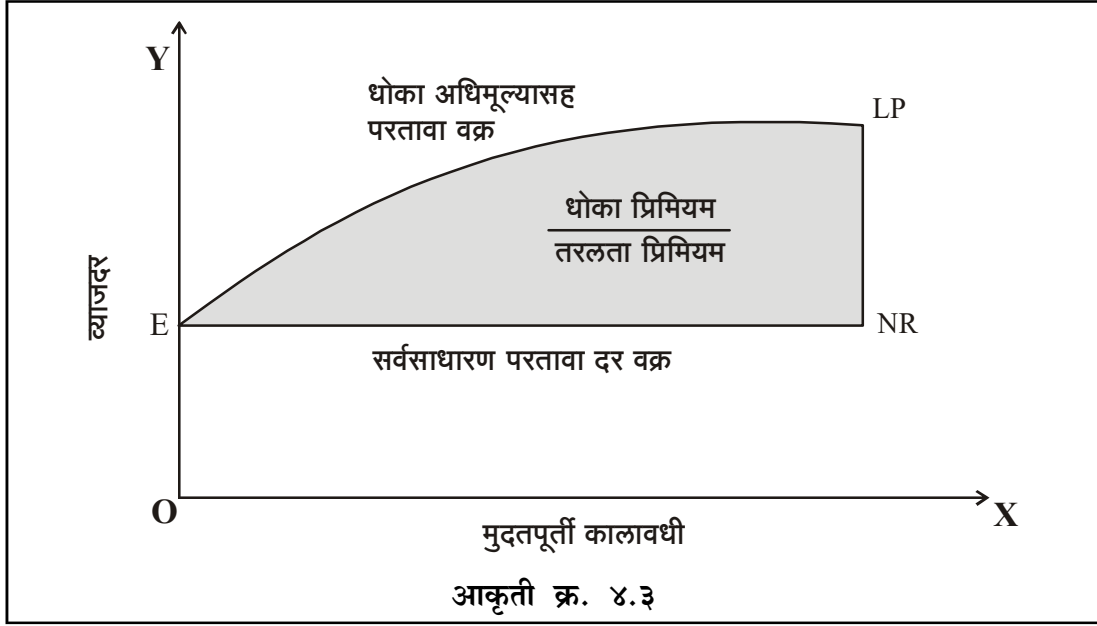 Y
धोका अधिमूल्यासह
परतावा वक्र
LP
धोका प्रिमियम
तरलता प्रिमियम
व्याजदर
E
NR
सर्वसाधारण परतावा दर वक्र
O
X
मुदतपूर्ती कालावधी
आकृती क्र. ४.३